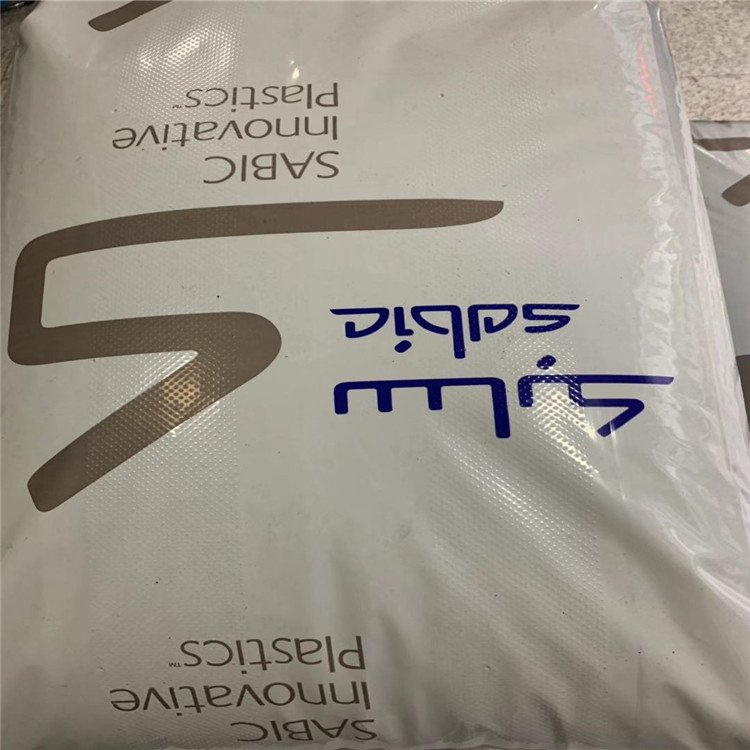 SABIC
Innovative
Plastics™
سابك
sabic
SABIC
Innovative
Plastics™